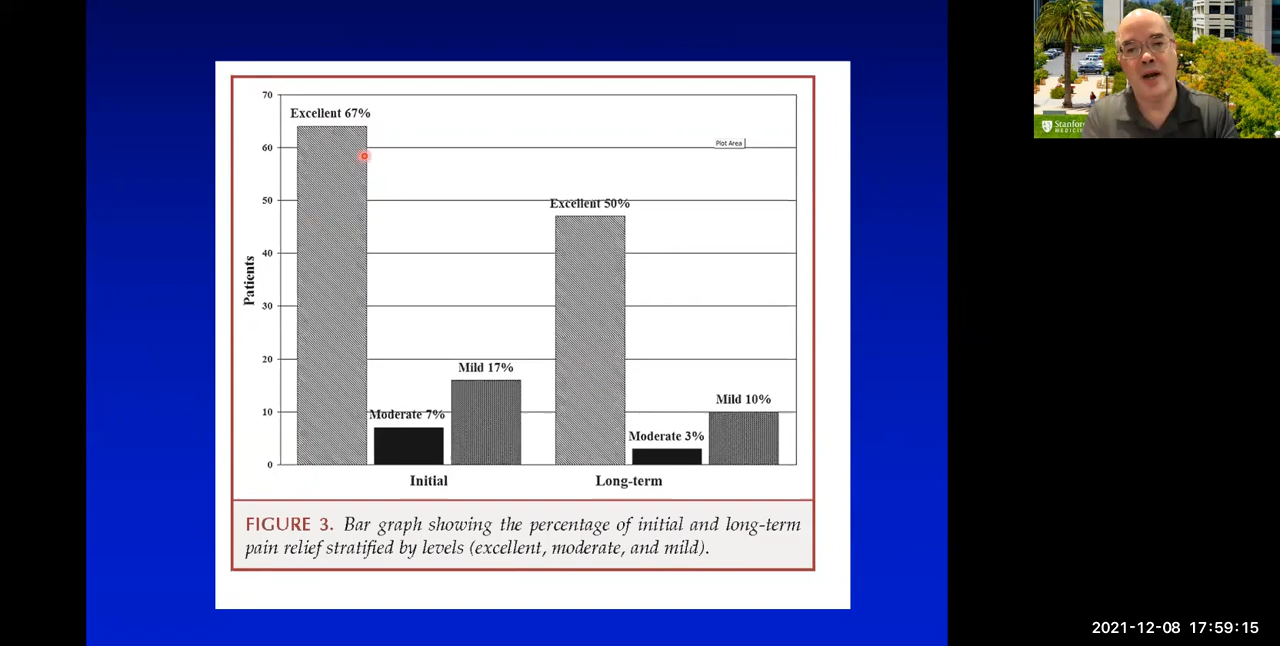 70
Excellent 67%
Plot Area
60
50
Excellent 50%
40
Patients
30
20
Mild 17%
Mild 10%
10
Moderate 7%
Moderate 3%
0
Initial
Long-term
FIGURE 3. Bar graph showing the percentage of initial and long-term
pain relief stratified by levels (excellent, moderate, and mild).
Stanford
MEDICINE
2021-12-08 17:59:15